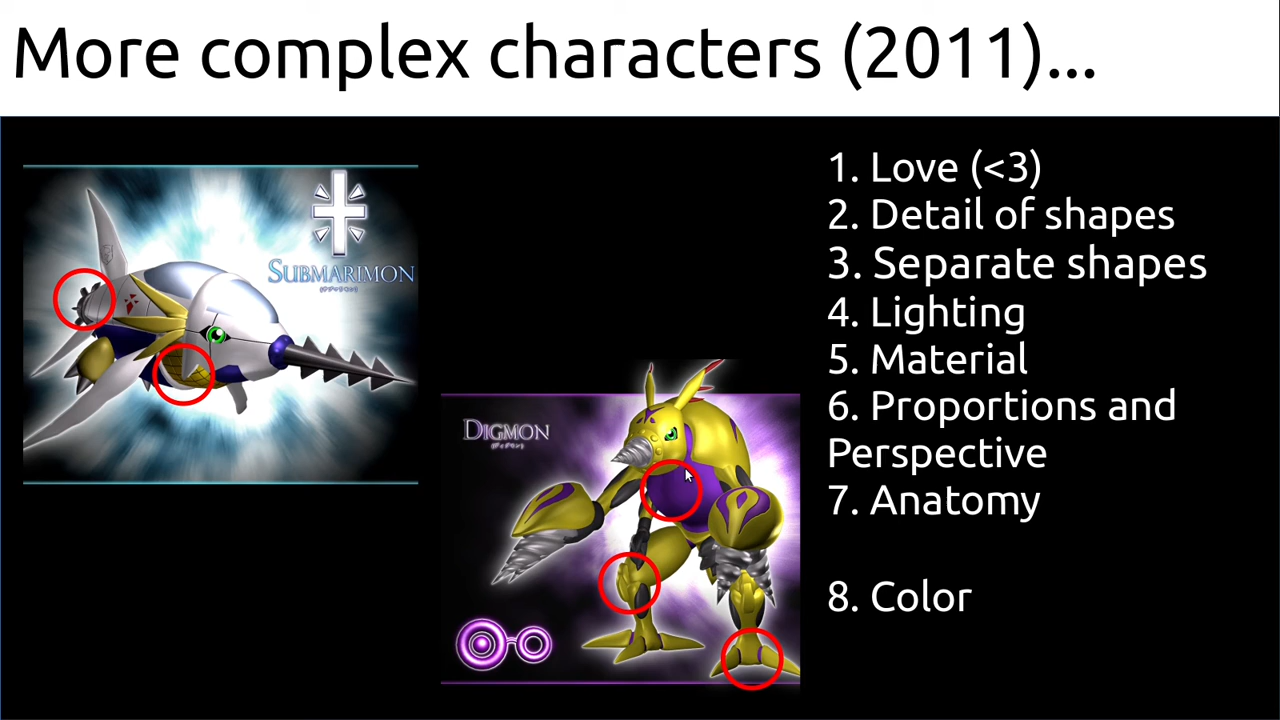 More complex characters (2011)...
SUBMARIMON
DIGMON
1. Love (<3)
2. Detail of shapes
3. Separate shapes
4. Lighting
5. Material
6. Proportions and
Perspective
7. Anatomy
8. Color